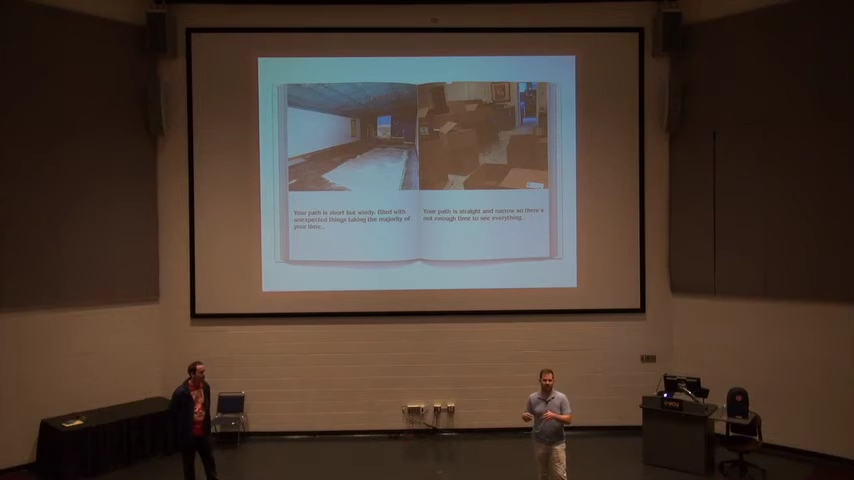 Your path is short but windy, filled with
unexpected things taking the majority of
your time...
Your path is straight and narrow so there's
not enough time to see everything.